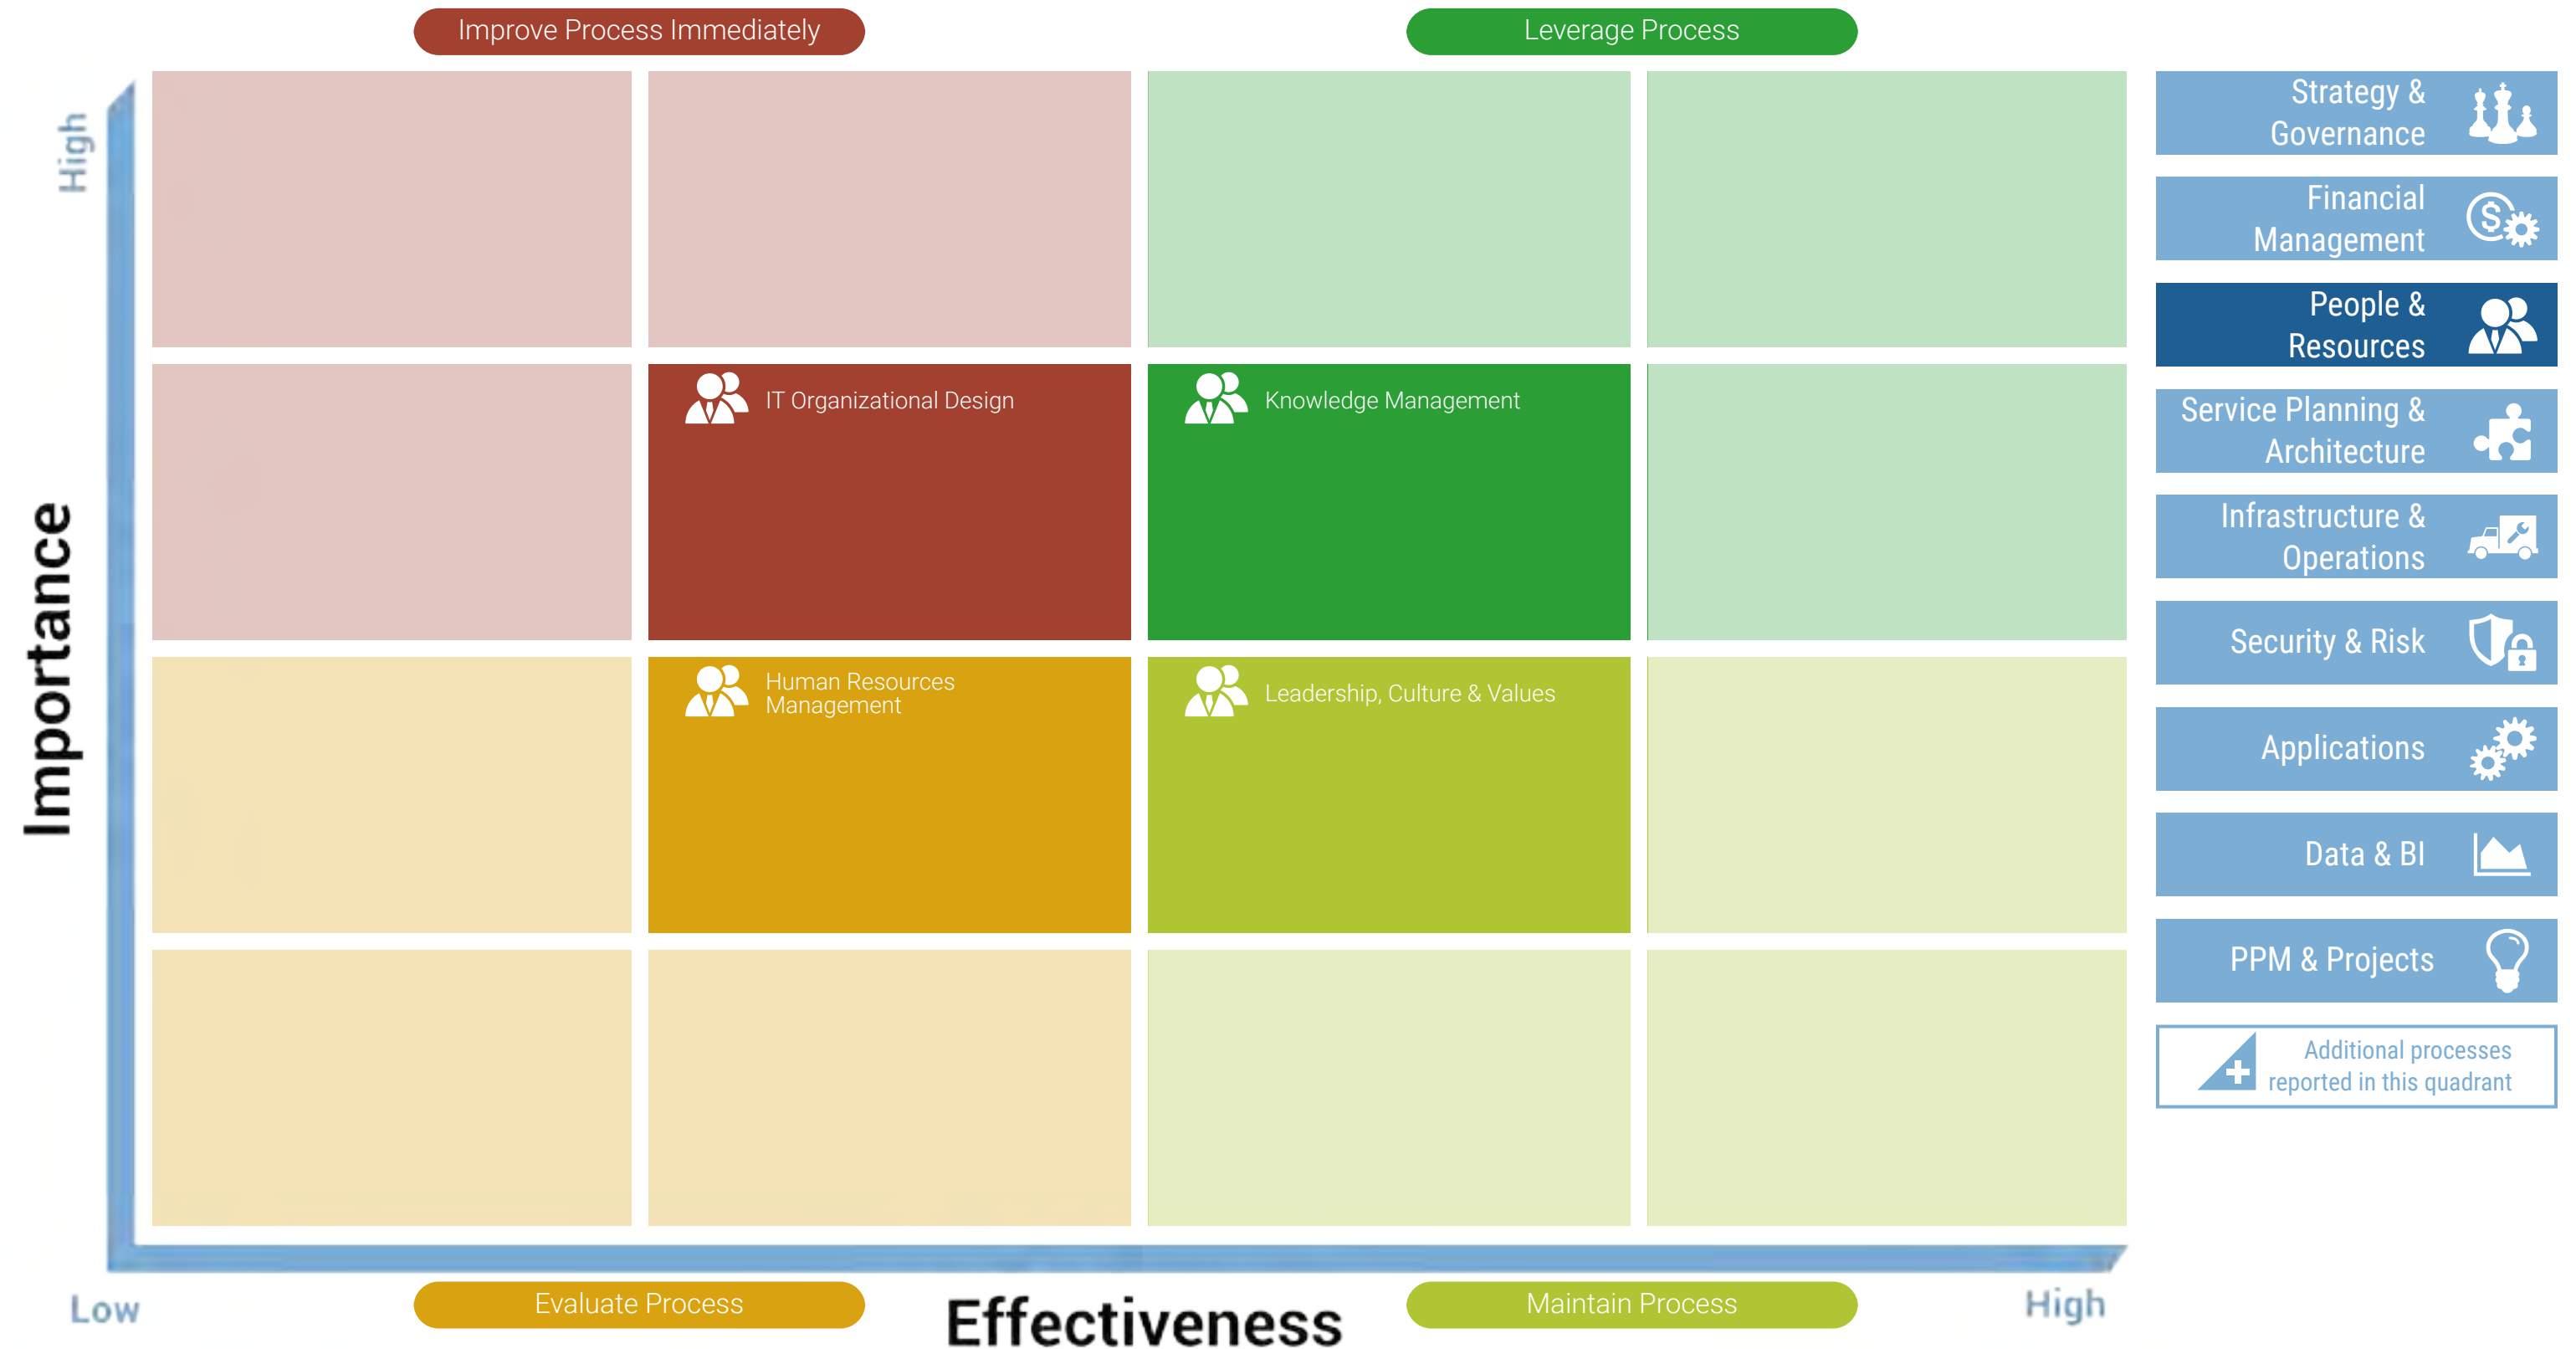 Improve Process Immediately
Leverage Process
High
Importance
IT Organizational Design
Knowledge Management
Human Resources
Management
Leadership, Culture & Values
Low
Evaluate Process
Effectiveness
Maintain Process
High
Strategy &
Governance
Financial
Management
People &
Resources
Service Planning &
Architecture
Infrastructure &
Operations
Security & Risk
Applications
Data & BI
PPM & Projects
Additional processes
reported in this quadrant